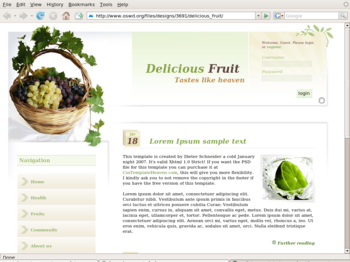 File Edit View History Bookmarks Tools Help
http://www.oswd.org/files/designs/3691/delicious_fruit/
Google
Welcome, Guest. Please login
or register.
Username
Password
login
Delicious Fruit
Tastes like heaven
Navigation
Home
Health
Fruits
Community
About us
Jan
18
Lorem Ipsum sample text
This template is created by Dieter Schneider a cold January
night 2007. It's valid Xhtml 1.0 Strict! If you want the PSD
file for this template you can purchase it at
CssTemplateHeaven.com, this will give you more flexibility.
I kindly ask you to not remove the copyright in the footer if
you have the free version of this template.
Lorem ipsum dolor sit amet, consectetuer adipiscing elit.
Curabitur nibh. Vestibulum ante ipsum primis in faucibus
orci luctus et ultrices posuere cubilia Curae; Vestibulum
sapien enim, cursus in, aliquam sit amet, convallis eget, metus. Duis dui metus, at,
lacinia eget, ullamcorper et, tortor. Pellentesque ac pede. Lorem ipsum dolor sit amet,
consectetuer adipiscing elit. Aenean orci mi, varius eget, mollis vel, rhoncus a, leo. Ut
eros enim, vehicula quis, gravida ac, sodales sit amet, orci. Nulla eleifend tristique
erat.
Further reading
Done